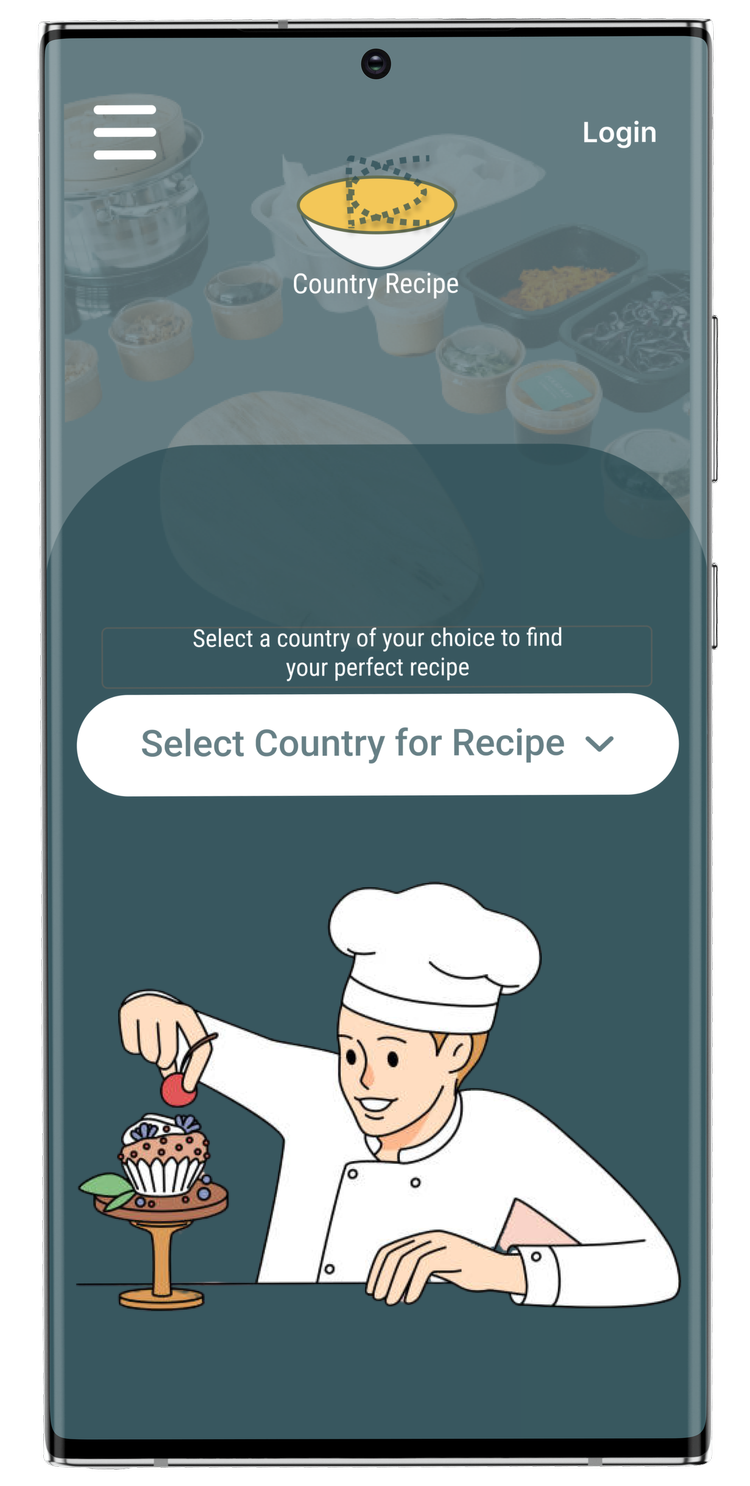 Login
Country Recipe
Select a country of your choice to find
your perfect recipe
Select Country for Recipe